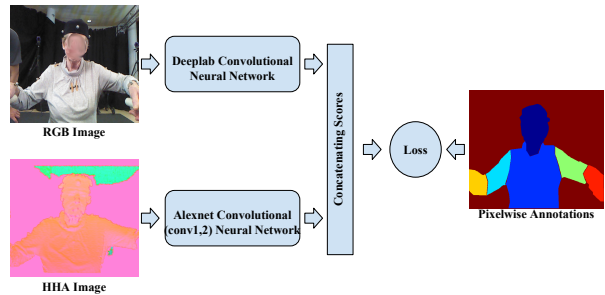 Deeplab Convolutional
Neural Network
RGB Image
Concatenating Scores
Loss
Alexnet Convolutional
(conv1,2) Neural Network
HHA Image
Pixelwise Annotations